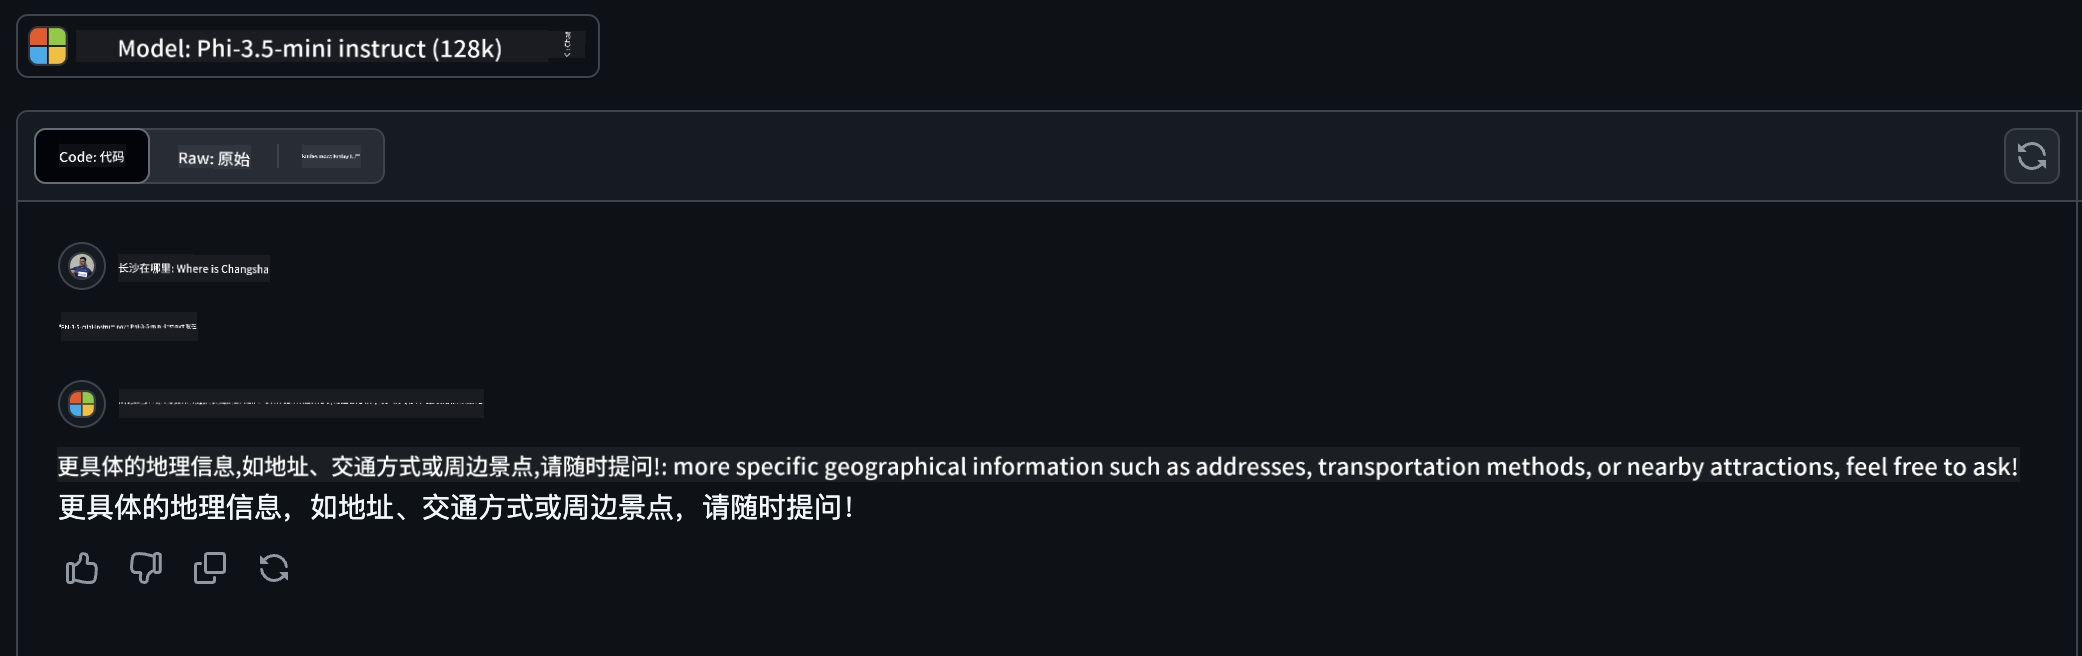 Model: Phi-3.5-mini instruct (128k)
Code: 代码
Raw: 原始
长沙在哪里: Where is Changsha
更具体的地理信息,如地址、交通方式或周边景点,请随时提问!: more specific geographical information such as addresses, transportation methods, or nearby attractions, feel free to ask!
更具体的地理信息，如地址、交通方式或周边景点，请随时提问！